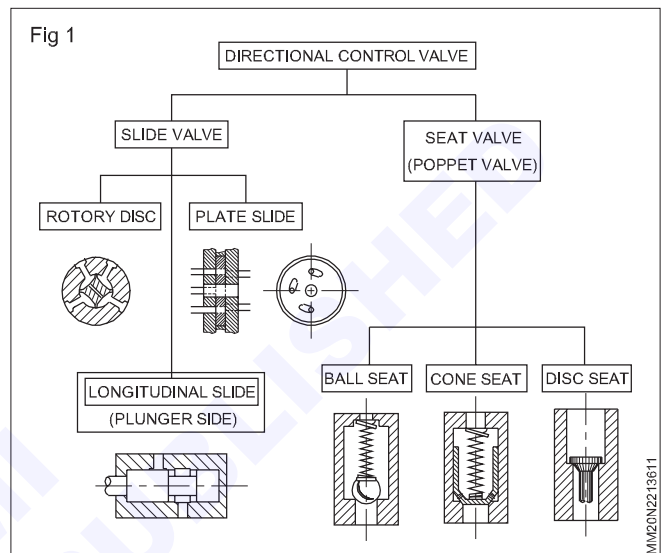 Fig 1
DIRECTIONAL CONTROL VALVE
SLIDE VALVE
SEAT VALVE
(POPPET VALVE)
ROTORY DISC
PLATE SLIDE
LONGITUDINAL SLIDE
(PLUNGER SIDE)
BALL SEAT
CONE SEAT
DISC SEAT
MM20N2213611